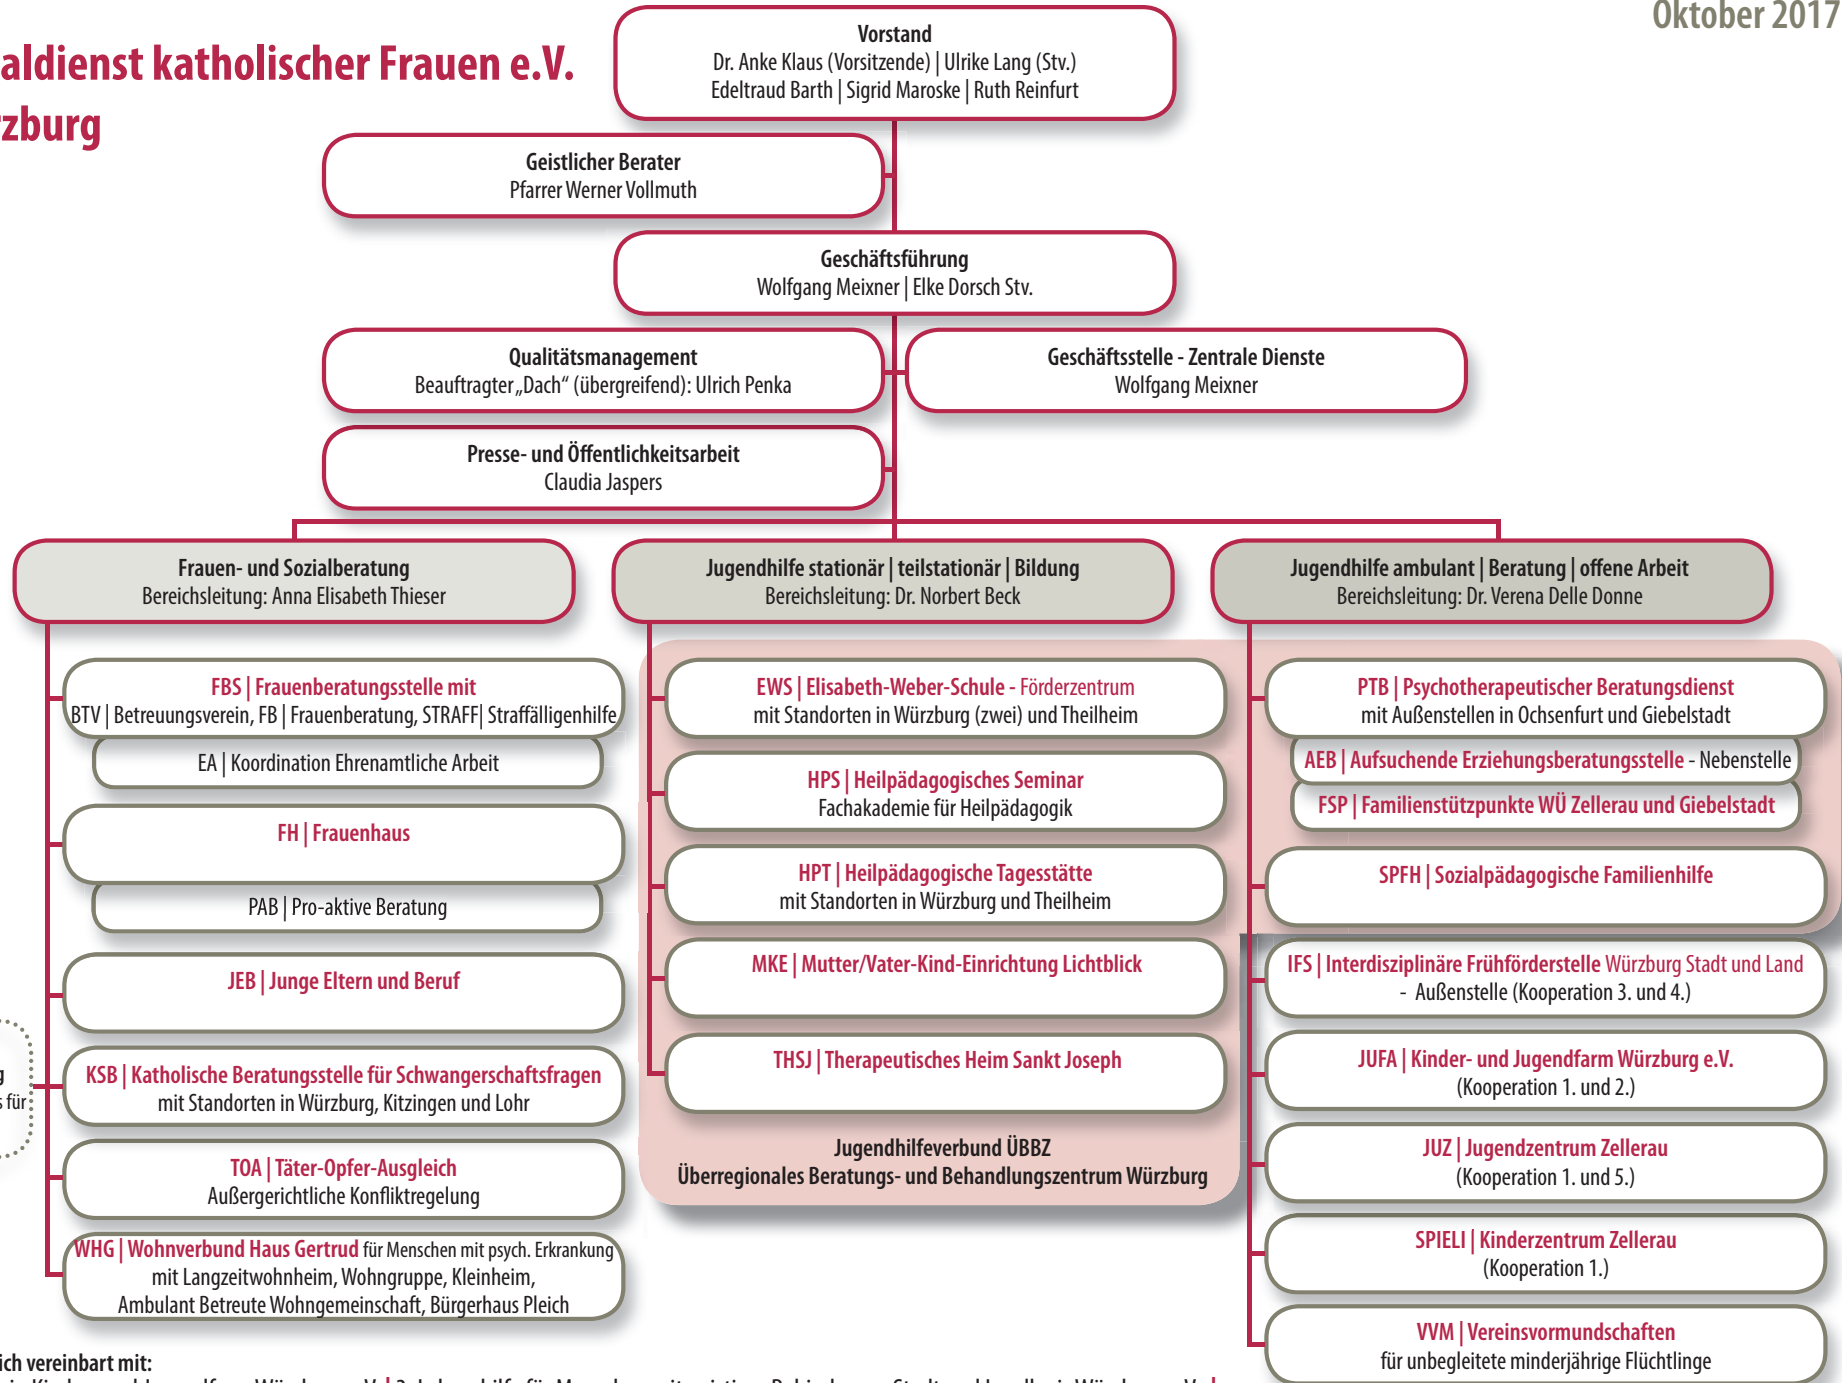 Oktober 2017
aldienst katholischer Frauen e.V.
zburg
Vorstand
Dr. Anke Klaus (Vorsitzende) | Ulrike Lang (Stv.)
Edeltraud Barth | Sigrid Maroske | Ruth Reinfurt
Geistlicher Berater
Pfarrer Werner Vollmuth
Geschäftsführung
Wolfgang Meixner | Elke Dorsch Stv.
Qualitätsmanagement
Beauftragter „Dach“ (übergreifend): Ulrich Penka
Geschäftsstelle - Zentrale Dienste
Wolfgang Meixner
Presse- und Öffentlichkeitsarbeit
Claudia Jaspers
Frauen- und Sozialberatung
Bereichsleitung: Anna Elisabeth Thieser
FBS | Frauenberatungsstelle mit
BTV | Betreuungsverein, FB | Frauenberatung, STRAFF| Straffälligenhilfe
EA | Koordination Ehrenamtliche Arbeit
FH | Frauenhaus
PAB | Pro-aktive Beratung
JEB | Junge Eltern und Beruf
g
s für
KSB | Katholische Beratungsstelle für Schwangerschaftsfragen
mit Standorten in Würzburg, Kitzingen und Lohr
TOA | Täter-Opfer-Ausgleich
Außergerichtliche Konfliktregelung
WHG | Wohnverbund Haus Gertrud für Menschen mit psych. Erkrankung
mit Langzeitwohnheim, Wohngruppe, Kleinheim,
Ambulant Betreute Wohngemeinschaft, Bürgerhaus Pleich
Jugendhilfe stationär | teilstationär | Bildung
Bereichsleitung: Dr. Norbert Beck
EWS | Elisabeth-Weber-Schule - Förderzentrum
mit Standorten in Würzburg (zwei) und Theilheim
HPS | Heilpädagogisches Seminar
Fachakademie für Heilpädagogik
HPT | Heilpädagogische Tagesstätte
mit Standorten in Würzburg und Theilheim
MKE | Mutter/Vater-Kind-Einrichtung Lichtblick
THSJ | Therapeutisches Heim Sankt Joseph
Jugendhilfeverbund ÜBBZ
Überregionales Beratungs- und Behandlungszentrum Würzburg
Jugendhilfe ambulant | Beratung | offene Arbeit
Bereichsleitung: Dr. Verena Delle Donne
PTB | Psychotherapeutischer Beratungsdienst
mit Außenstellen in Ochsenfurt und Giebelstadt
AEB | Aufsuchende Erziehungsberatungsstelle - Nebenstelle
FSP | Familienstützpunkte WÜ Zellerau und Giebelstadt
SPFH | Sozialpädagogische Familienhilfe
IFS | Interdisziplinäre Frühförderstelle Würzburg Stadt und Land
- Außenstelle (Kooperation 3. und 4.)
JUFA | Kinder- und Jugendfarm Würzburg e.V.
(Kooperation 1. und 2.)
JUZ | Jugendzentrum Zellerau
(Kooperation 1. und 5.)
SPIELI | Kinderzentrum Zellerau
(Kooperation 1.)
VVM | Vereinsvormundschaften
für unbegleitete minderjährige Flüchtlinge
ich vereinbart mit: